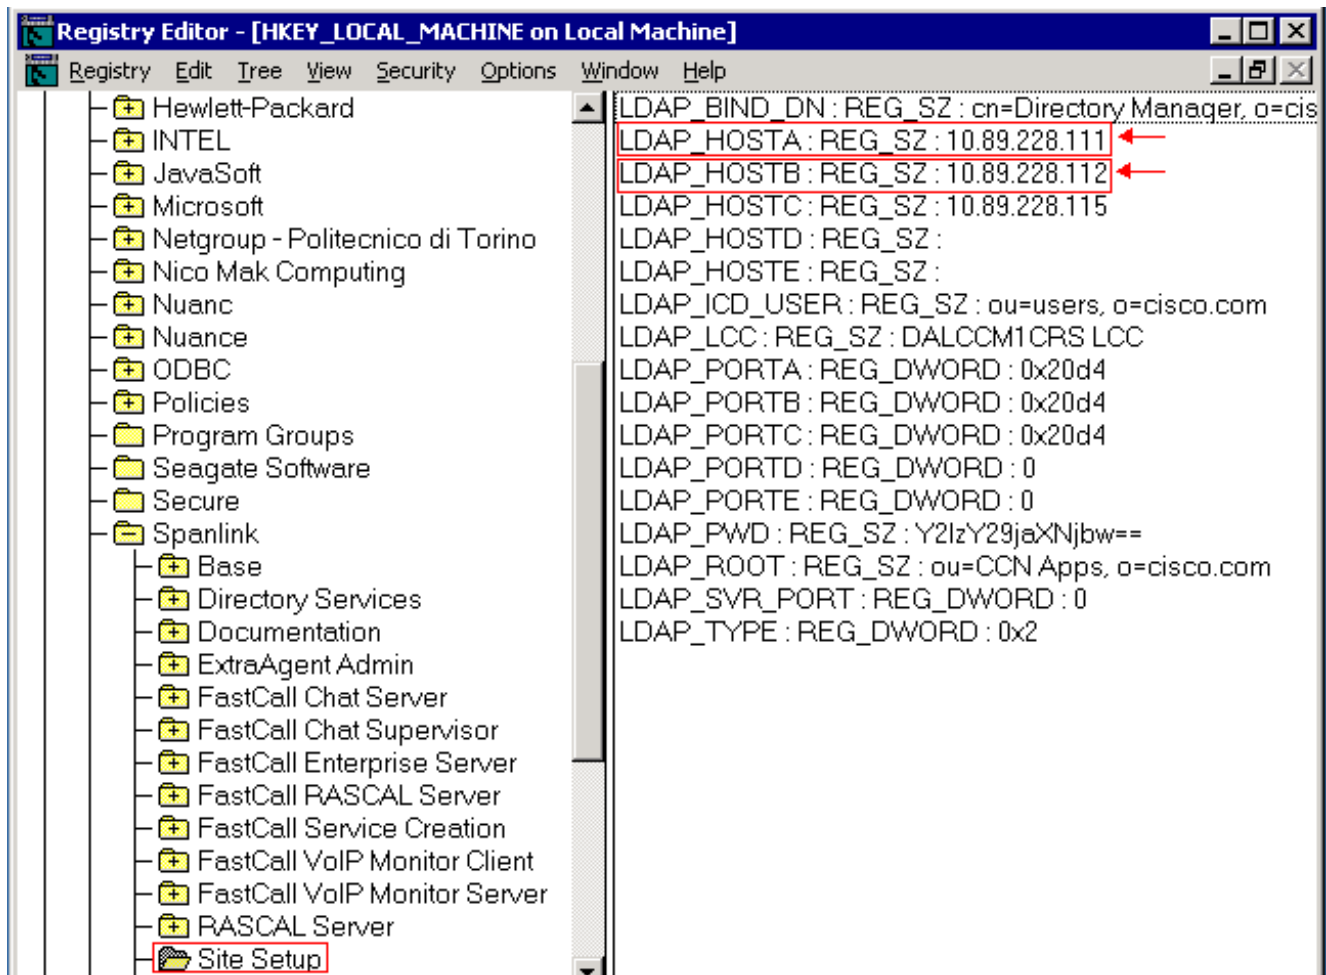 Registry Editor - [HKEY_LOCAL_MACHINE on Local Machine]
Registry Edit Tree View Security Options Window Help
Hewlett-Packard
INTEL
JavaSoft
Microsoft
Netgroup - Politecnico di Torino
Nico Mak Computing
Nuanc
Nuance
ODBC
Policies
Program Groups
Seagate Software
Secure
Spanlink
Base
Directory Services
Documentation
ExtraAgent Admin
FastCall Chat Server
FastCall Chat Supervisor
FastCall Enterprise Server
FastCall RASCAL Server
FastCall Service Creation
FastCall VoIP Monitor Client
FastCall VoIP Monitor Server
RASCAL Server
Site Setup
LDAP_BIND_DN : REG_SZ : cn=Directory Manager, o=cis
LDAP_HOSTA : REG_SZ : 10.89.228.111
LDAP_HOSTB : REG_SZ : 10.89.228.112
LDAP_HOSTC : REG_SZ : 10.89.228.115
LDAP_HOSTD : REG_SZ :
LDAP_HOSTE : REG_SZ :
LDAP_ICD_USER : REG_SZ : ou=users, o=cisco.com
LDAP_LCC : REG_SZ : DALCCM1CRS LCC
LDAP_PORTA : REG_DWORD : 0x20d4
LDAP_PORTB : REG_DWORD : 0x20d4
LDAP_PORTC : REG_DWORD : 0x20d4
LDAP_PORTD : REG_DWORD : 0
LDAP_PORTE : REG_DWORD : 0
LDAP_PWD : REG_SZ : Y2lzY29jaXNjbw==
LDAP_ROOT : REG_SZ : ou=CCN Apps, o=cisco.com
LDAP_SVR_PORT : REG_DWORD : 0
LDAP_TYPE : REG_DWORD : 0x2